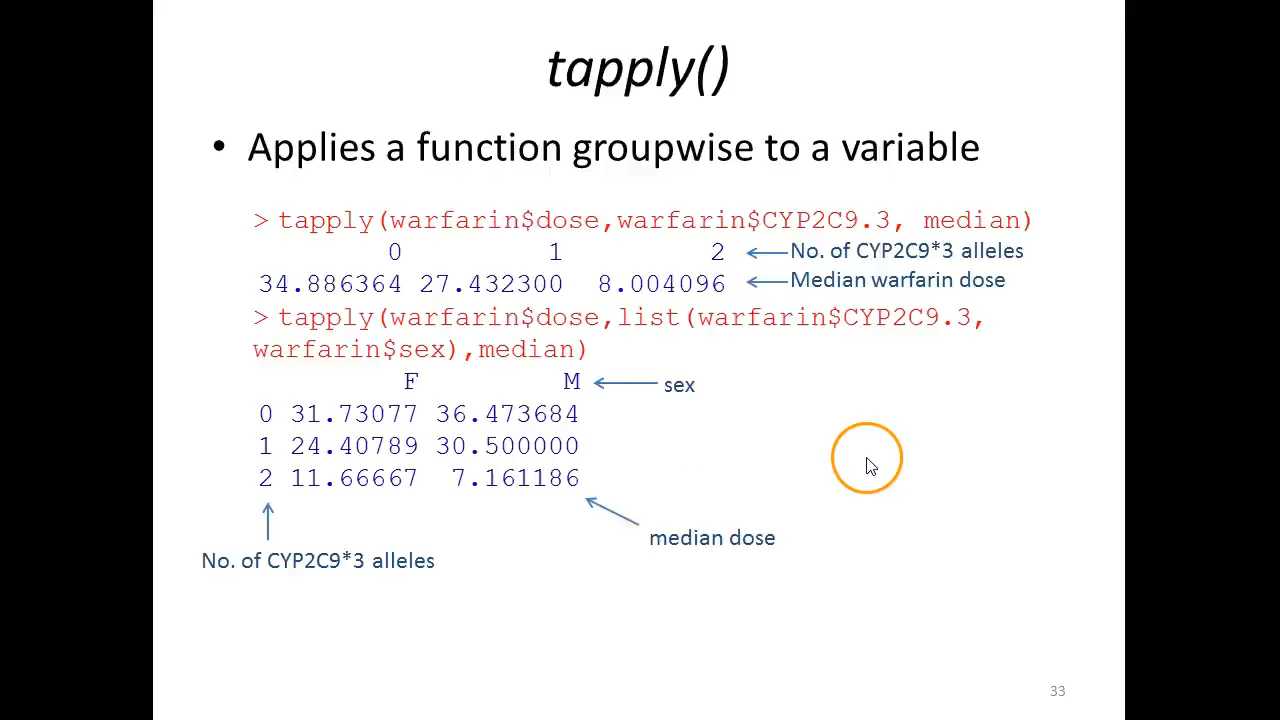 tapply()
• Applies a function groupwise to a variable
> tapply(warfarin$dose,warfarin$CYP2C9.3, median)
0 1 2 No. of CYP2C9*3 alleles
34.886364 27.432300 8.004096 Median warfarin dose
> tapply(warfarin$dose,list(warfarin$CYP2C9.3,
warfarin$sex),median)
F M sex
0 31.73077 36.473684
1 24.40789 30.500000
2 11.66667 7.161186
median dose
No. of CYP2C9*3 alleles
33